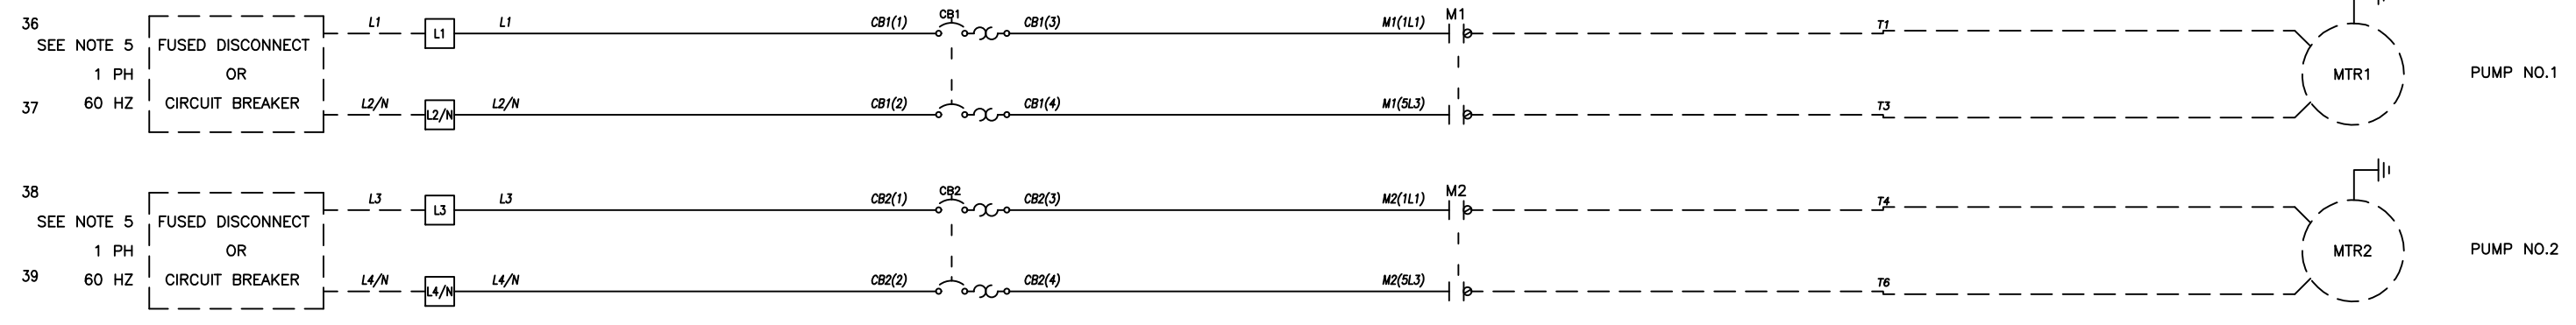 36 L1 L1 CB1(1) CB1 CB1(3) M1(1L1) M1 T1
L1
SEE NOTE 5 FUSED DISCONNECT
1 PH OR MTR1 PUMP NO.1
37 60 HZ CIRCUIT BREAKER L2/N L2/N CB1(2) CB1(4) M1(5L3) T3
L2/N
38 L3 L3 CB2(1) CB2 CB2(3) M2(1L1) M2 T4
L3
SEE NOTE 5 FUSED DISCONNECT
1 PH OR MTR2 PUMP NO.2
39 60 HZ CIRCUIT BREAKER L4/N L4/N CB2(2) CB2(4) M2(5L3) T6
L4/N